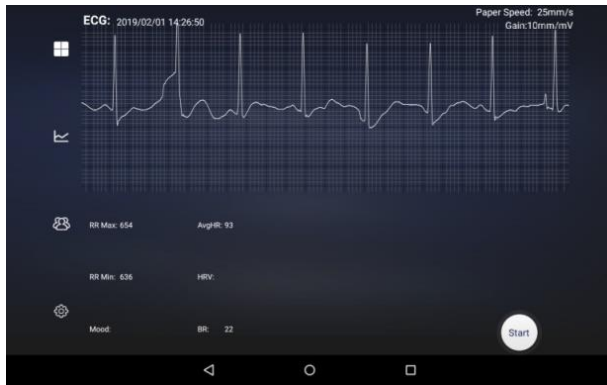 ECG: 2019/02/01 14:26:50
Paper Speed: 25mm/s
Gain:10mm/mV
RR Max: 654
AvgHR: 93
RR Min: 636
HRV:
Mood:
BR: 22
Start